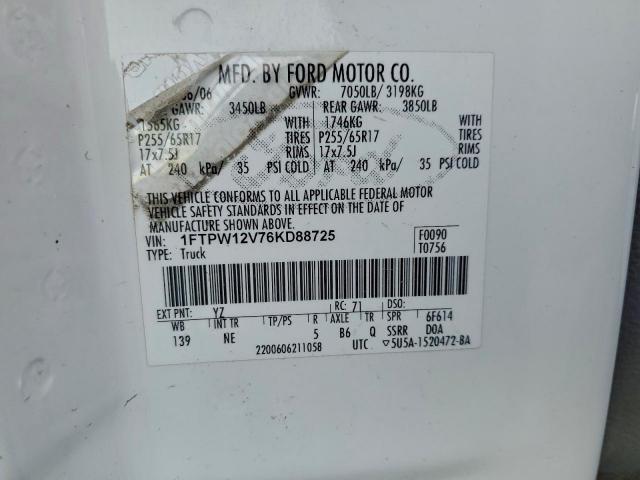 MFD. BY FORD MOTOR CO.
6/06 GVWR: 7050LB/ 3198KG
GAWR: 3450LB REAR GAWR: 3850LB
1565KG WITH 1746KG WITH
P255/65R17 TIRES P255/65R17 TIRES
17x7.5J RIMS 17x7.5J RIMS
AT 240 kPa/ 35 PSI COLD AT 240 kPa/ 35 PSI COLD
THIS VEHICLE CONFORMS TO ALL APPLICABLE FEDERAL MOTOR
VEHICLE SAFETY STANDARDS IN EFFECT ON THE DATE OF
MANUFACTURE SHOWN ABOVE.
VIN: 1FTPW12V76KD88725 F0090
TYPE: Truck T0756
EXT PNT: YZ RC: 71 DSO:
WB INT TR TP/PS R AXLE TR SPR 6F614
139 NE 5 B6 Q SSRR D0A
2200606211058 UTC ▽5U5A-1520472-BA